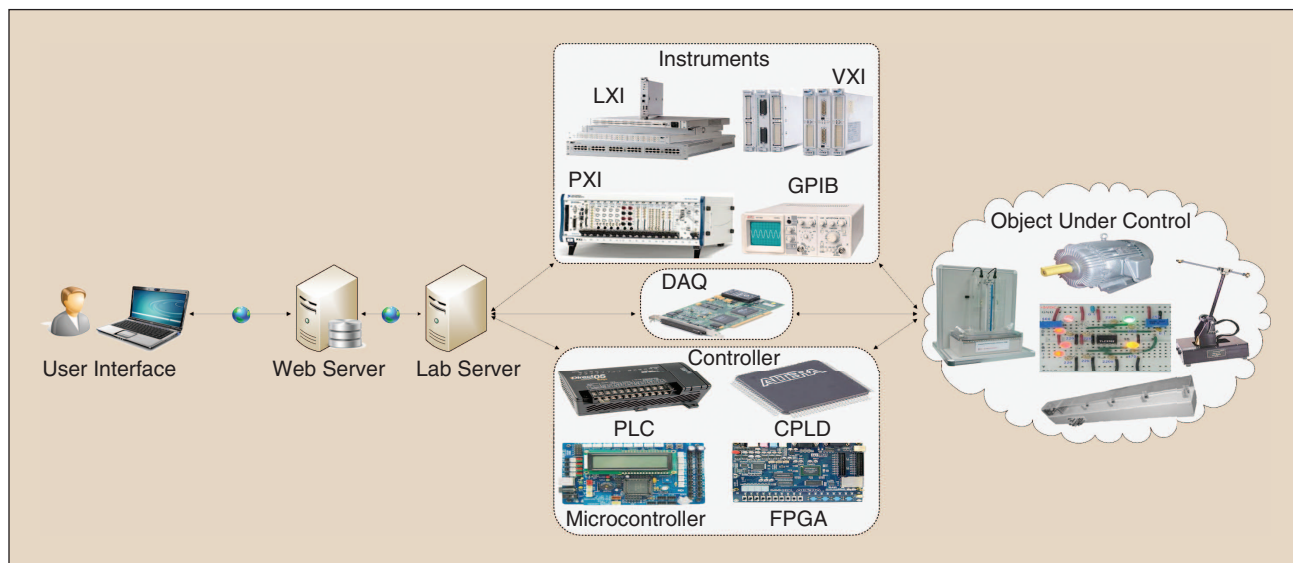 Instruments
LXI
VXI
PXI
GPIB
DAQ
Controller
ALTERA
PLC
CPLD
Microcontroller
FPGA
User Interface
Web Server
Lab Server
Object Under Control